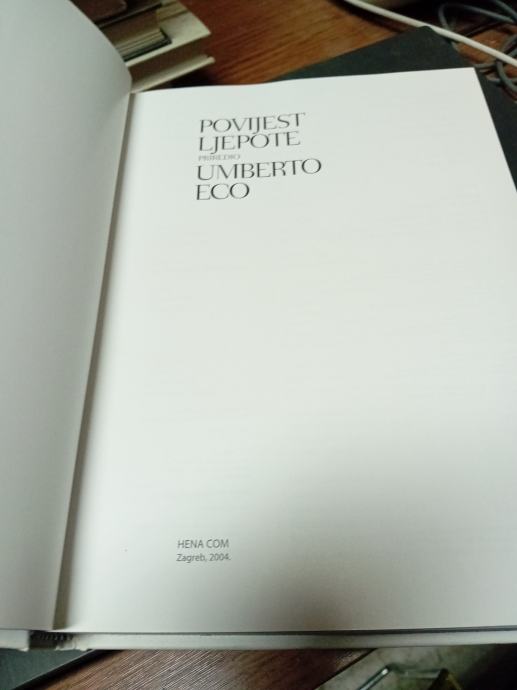 POVIJEST
LJEPOTE
PRIREDIO
UMBERTO
ECO
HENA COM
Zagreb, 2004.